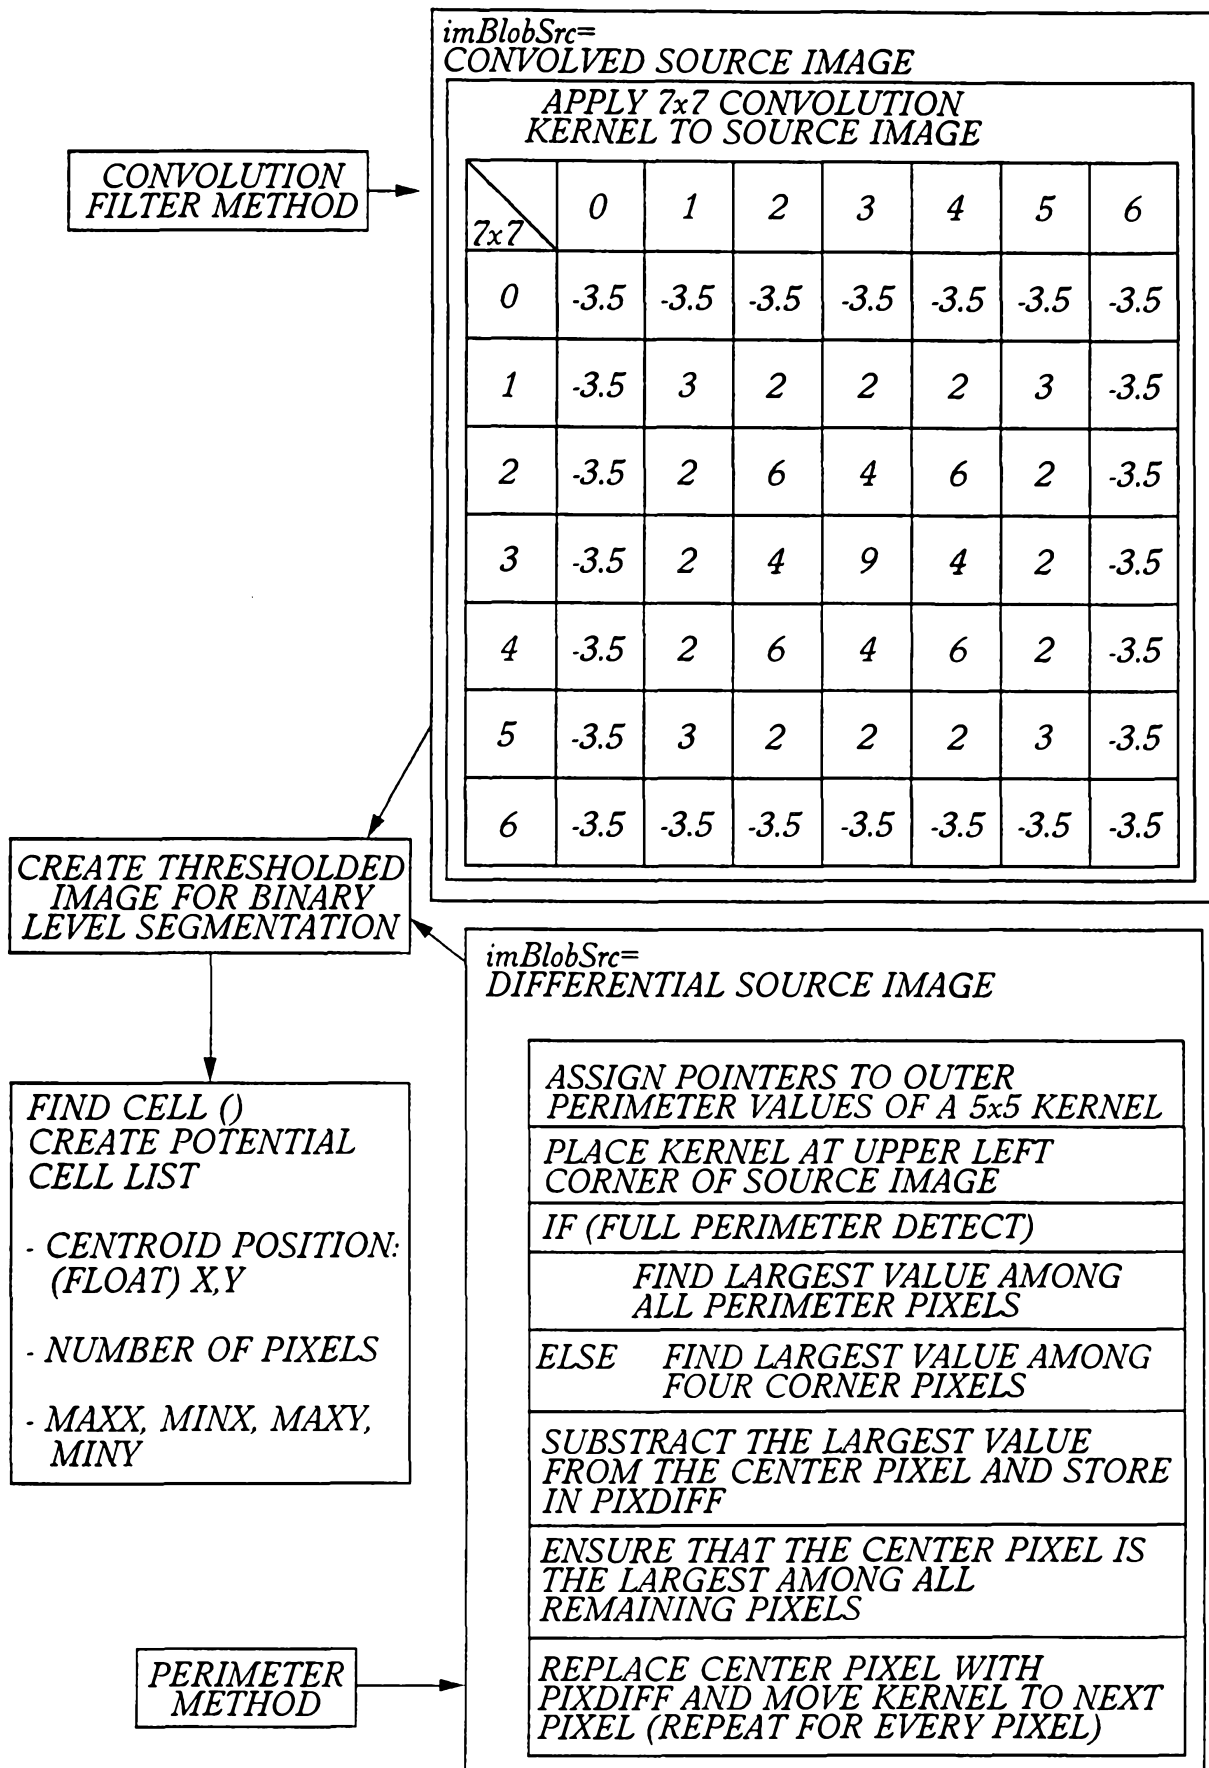 imBlobSrc=
CONVOLVED SOURCE IMAGE
APPLY 7x7 CONVOLUTION
KERNEL TO SOURCE IMAGE
CONVOLUTION
FILTER METHOD
7x7 0 1 2 3 4 5 6
0 -3.5 -3.5 -3.5 -3.5 -3.5 -3.5 -3.5
1 -3.5 3 2 2 2 3 -3.5
2 -3.5 2 6 4 6 2 -3.5
3 -3.5 2 4 9 4 2 -3.5
4 -3.5 2 6 4 6 2 -3.5
5 -3.5 3 2 2 2 3 -3.5
6 -3.5 -3.5 -3.5 -3.5 -3.5 -3.5 -3.5
CREATE THRESHOLDED
IMAGE FOR BINARY
LEVEL SEGMENTATION
FIND CELL ()
CREATE POTENTIAL
CELL LIST
- CENTROID POSITION:
(FLOAT) X,Y
- NUMBER OF PIXELS
- MAXX, MINX, MAXY,
MINY
imBlobSrc=
DIFFERENTIAL SOURCE IMAGE
ASSIGN POINTERS TO OUTER
PERIMETER VALUES OF A 5x5 KERNEL
PLACE KERNEL AT UPPER LEFT
CORNER OF SOURCE IMAGE
IF (FULL PERIMETER DETECT)
FIND LARGEST VALUE AMONG
ALL PERIMETER PIXELS
ELSE FIND LARGEST VALUE AMONG
FOUR CORNER PIXELS
SUBSTRACT THE LARGEST VALUE
FROM THE CENTER PIXEL AND STORE
IN PIXDIFF
ENSURE THAT THE CENTER PIXEL IS
THE LARGEST AMONG ALL
REMAINING PIXELS
REPLACE CENTER PIXEL WITH
PIXDIFF AND MOVE KERNEL TO NEXT
PIXEL (REPEAT FOR EVERY PIXEL)
PERIMETER
METHOD